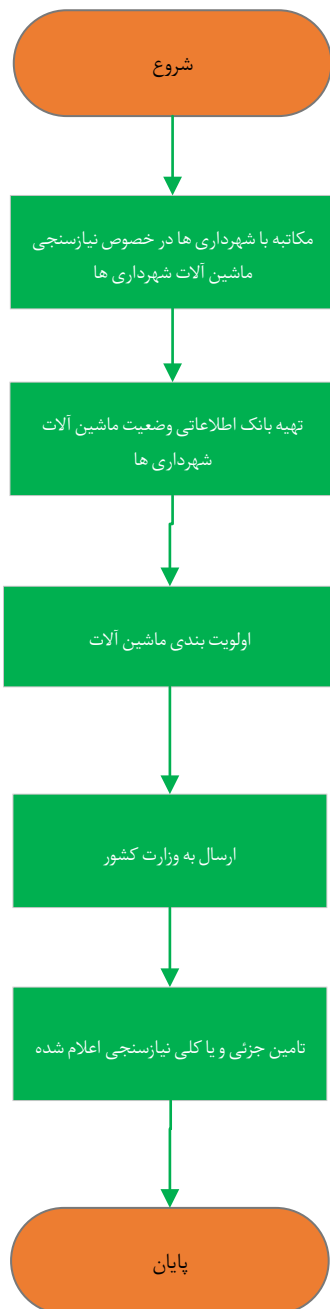 شروع
مکاتبه با شهرداری ها در خصوص نیازسنجی
ماشین آلات شهرداری ها
تهیه بانک اطلاعاتی وضعیت ماشین آلات
شهرداری ها
اولویت بندی ماشین آلات
ارسال به وزارت کشور
تامین جزئی و یا کلی نیازسنجی اعلام شده
پایان